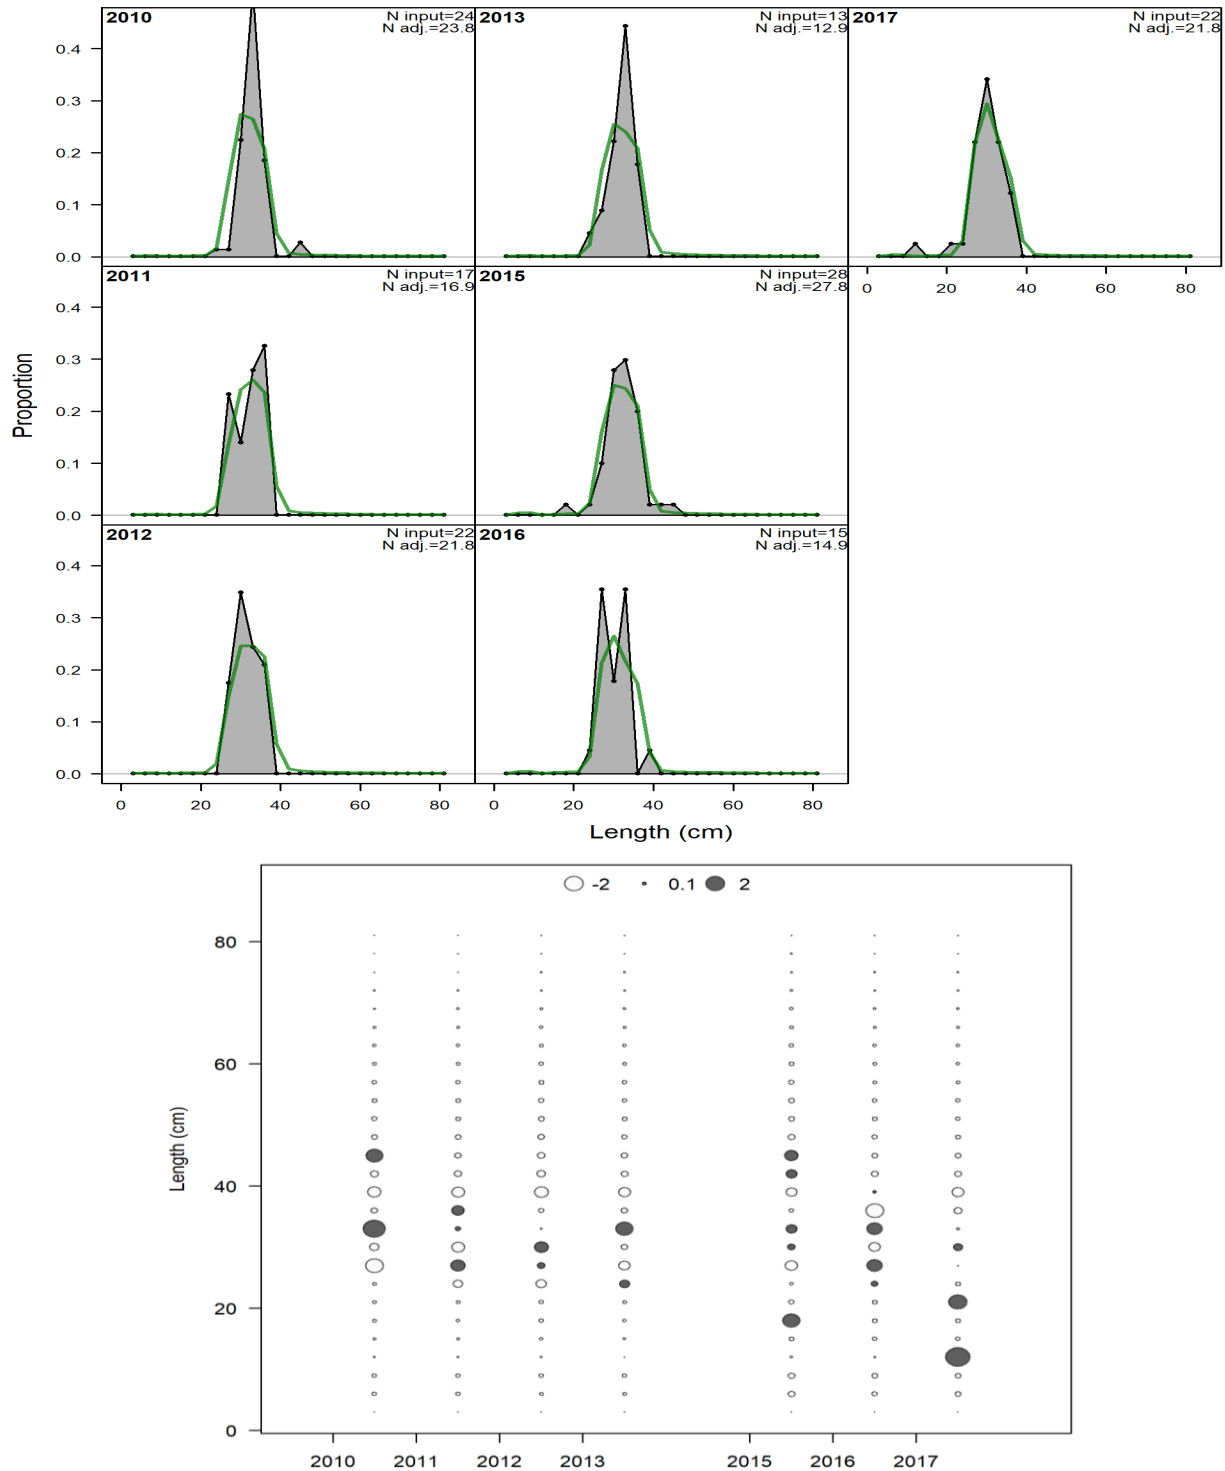 2010
N input=24
N adj.=23.8
2013
N input=13
N adj.=12.9
2017
N input=22
N adj.=21.8
0.4
0.3
0.2
0.1
0.0
2011
N input=17
N adj.=16.9
2015
N input=28
N adj.=27.8
0 20 40 60 80
0.4
0.3
0.2
0.1
0.0
Proportion
2012
N input=22
N adj.=21.8
2016
N input=15
N adj.=14.9
0.4
0.3
0.2
0.1
0.0
0 20 40 60 80
0 20 40 60 80
Length (cm)
-2 0.1 2
80
60
40
20
0
Length (cm)
2010 2011 2012 2013 2015 2016 2017